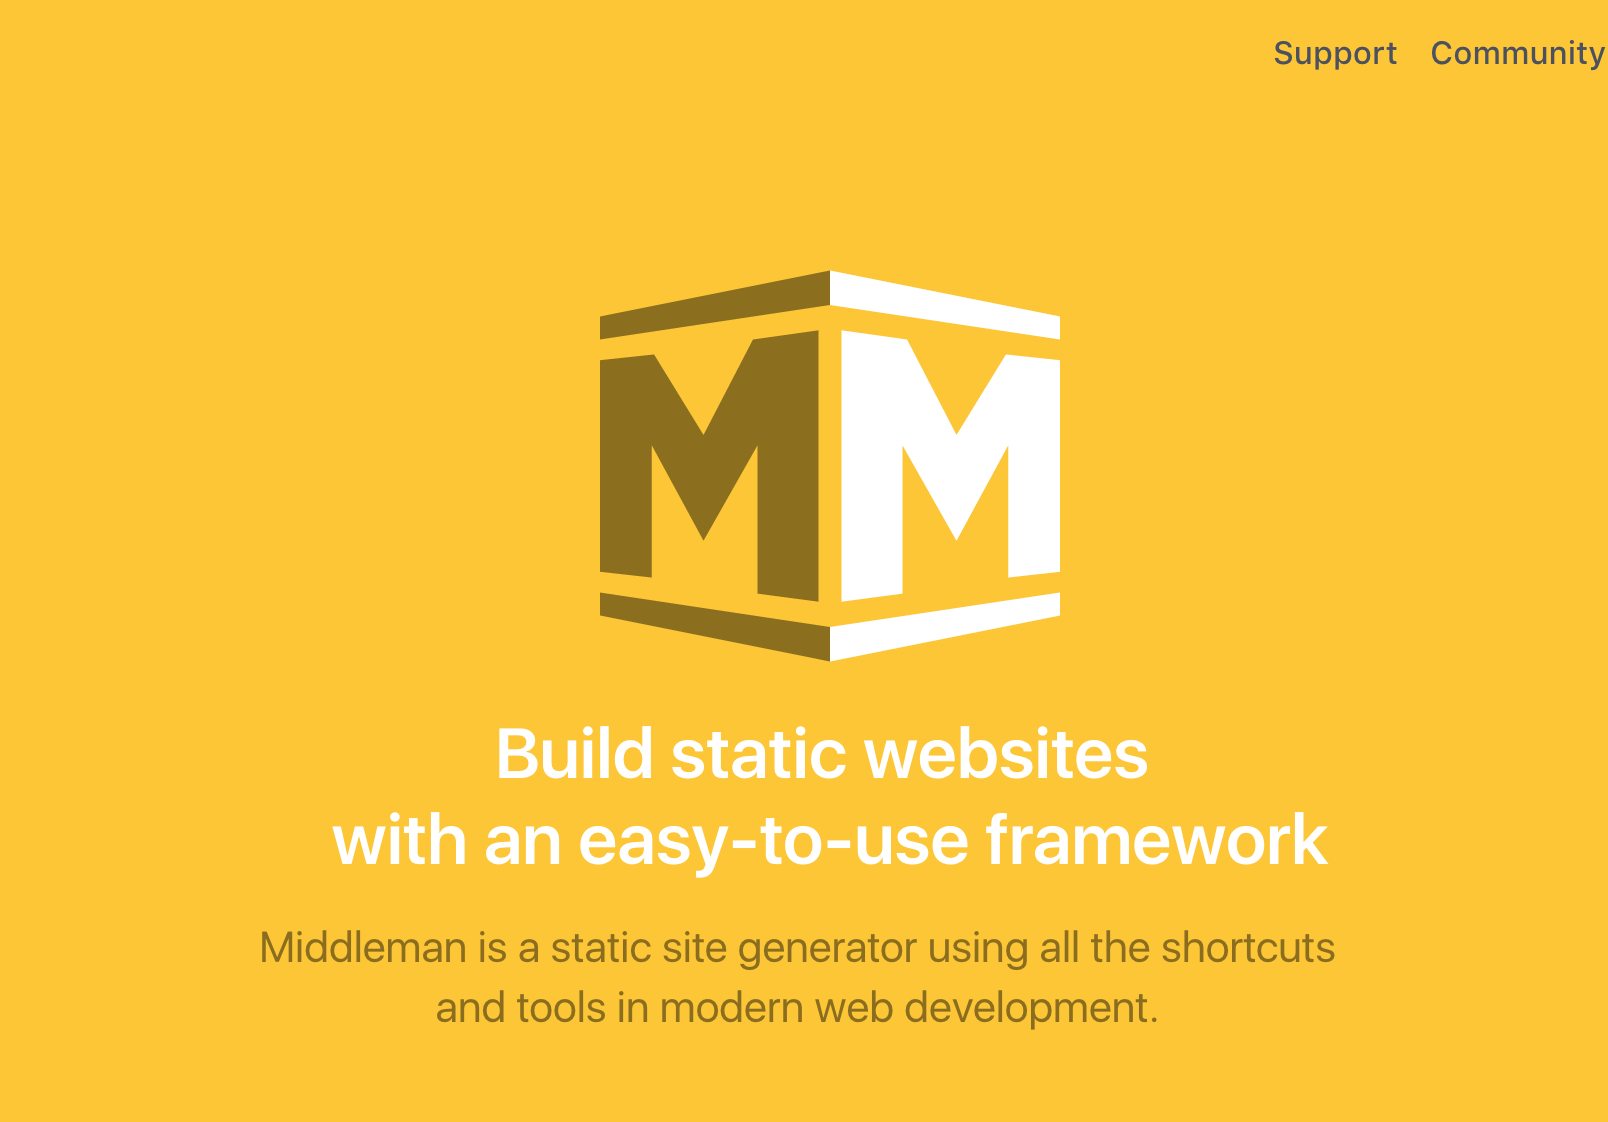 Support Community
MM
Build static websites
with an easy-to-use framework
Middleman is a static site generator using all the shortcuts
and tools in modern web development.